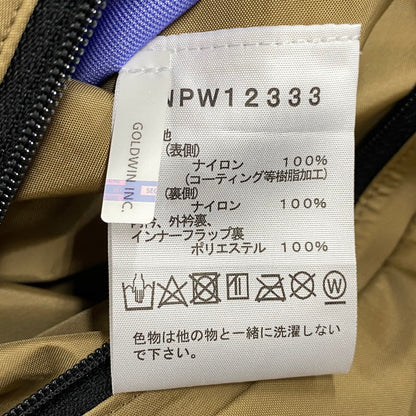 NPW12333
地
(表側)
ナイロン 100%
(コーティング等樹脂加工)
(裏側)
ナイロン 100%
内衿、外衿裏、
インナーフラップ裏
ポリエステル 100%
色物は他の物と一緒に洗濯しない
で下さい。
GOLDWIN INC.